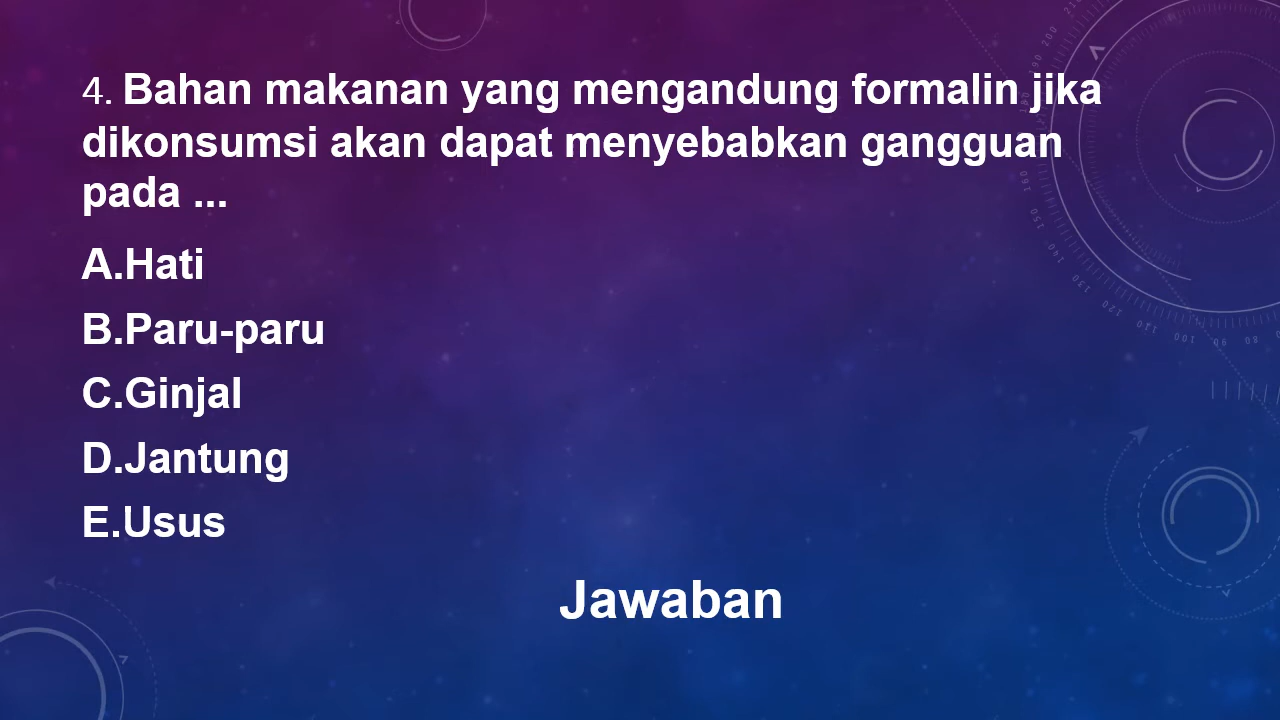 4. Bahan makanan yang mengandung formalin jika
dikonsumsi akan dapat menyebabkan gangguan
pada ...
A.Hati
B.Paru-paru
C.Ginjal
D.Jantung
E.Usus
Jawaban